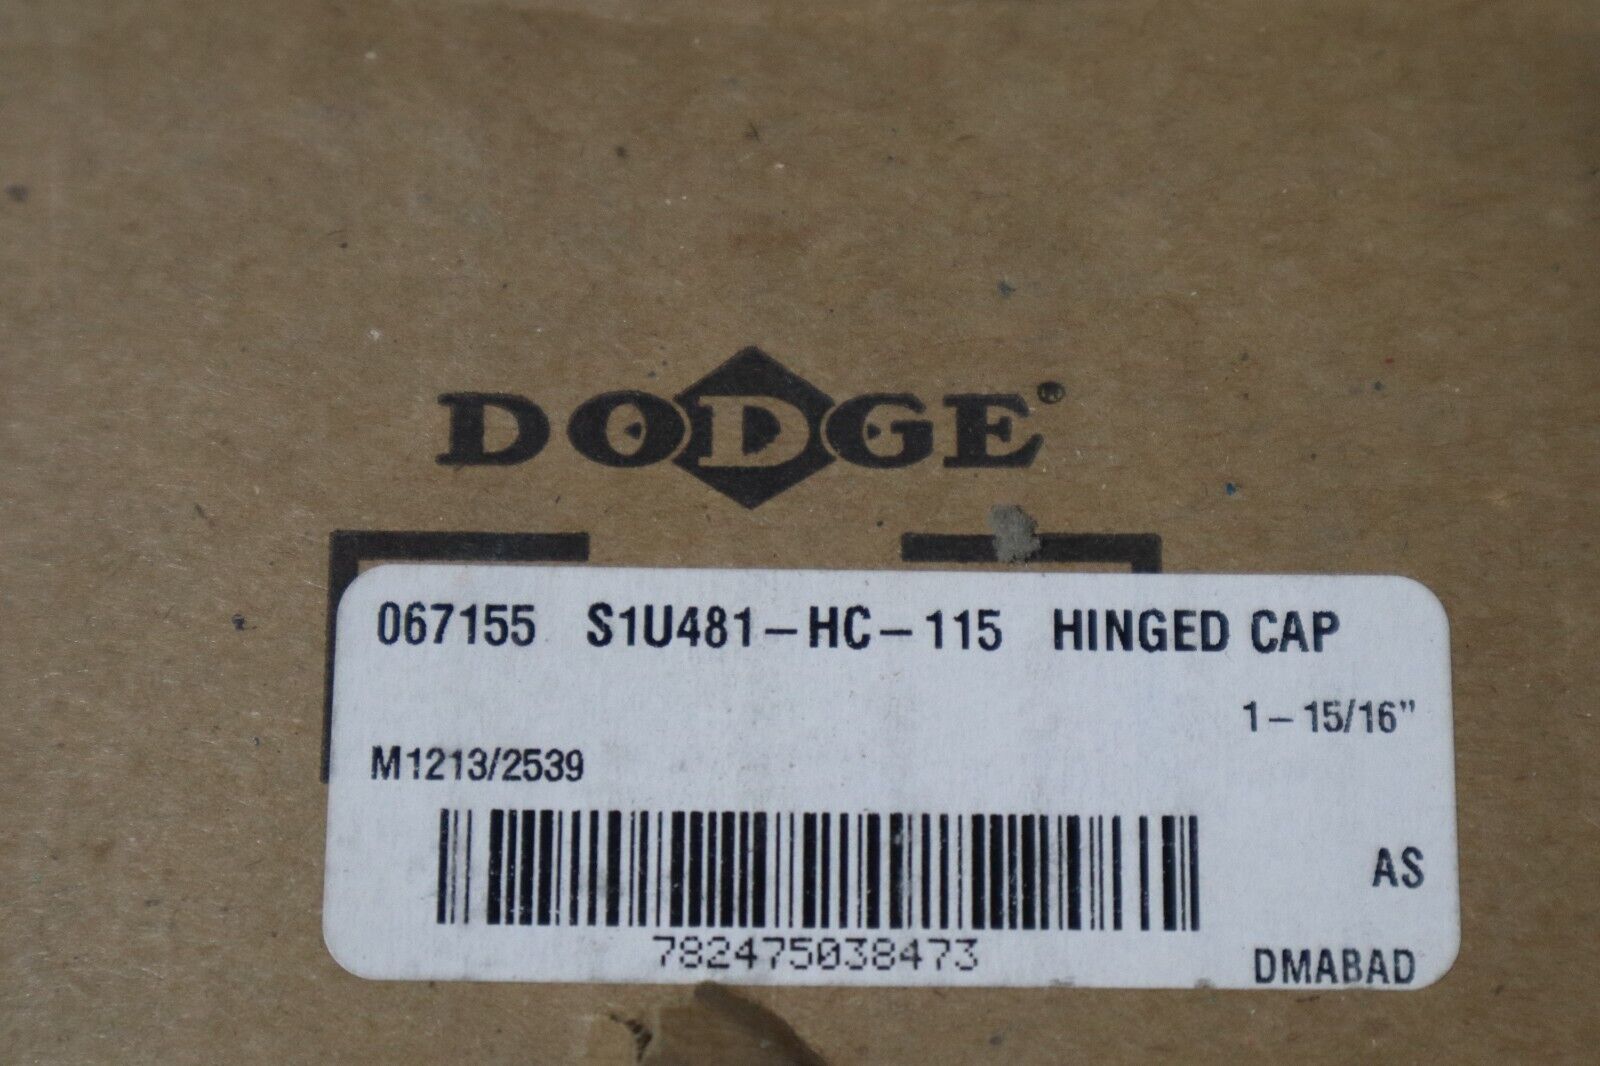 DODGE®
067155 S1U481-HC-115 HINGED CAP
1-15/16"
M1213/2539
AS
782475038473
DMABAD